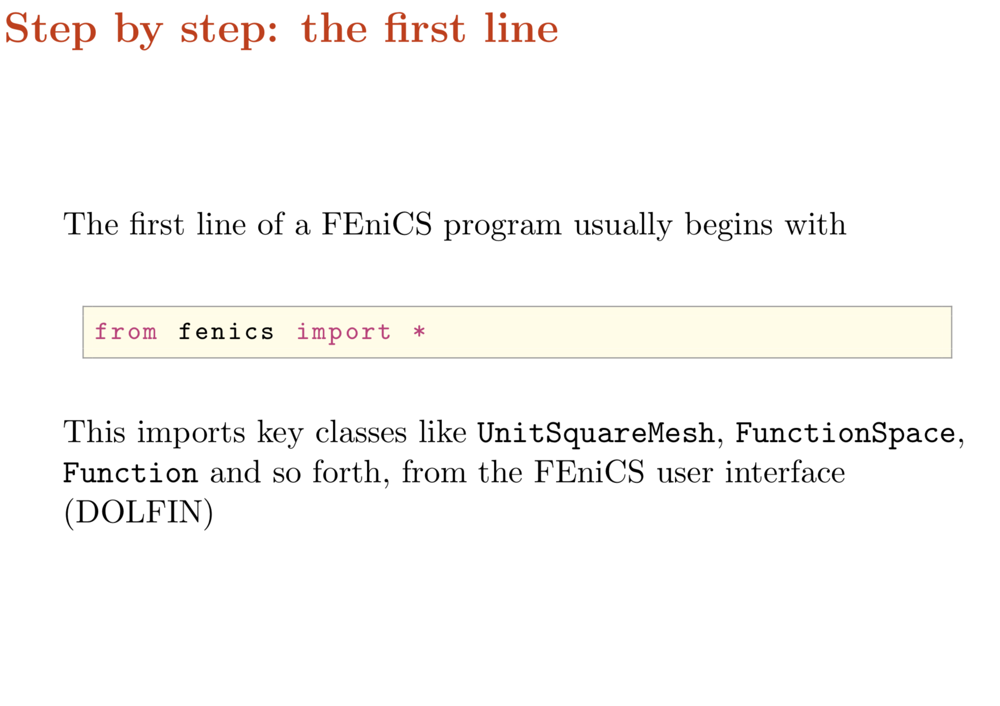 Step by step: the first line
The first line of a FEniCS program usually begins with
from fenics import *
This imports key classes like UnitSquareMesh, FunctionSpace,
Function and so forth, from the FEniCS user interface
(DOLFIN)